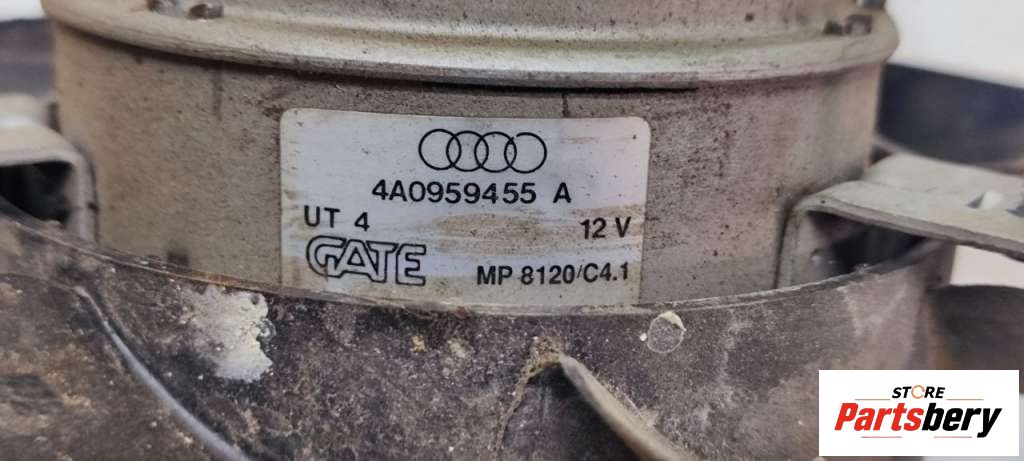 4A0959455 A
UT 4 12 V
GATE MP 8120/C4.1
STORE
Partsbery